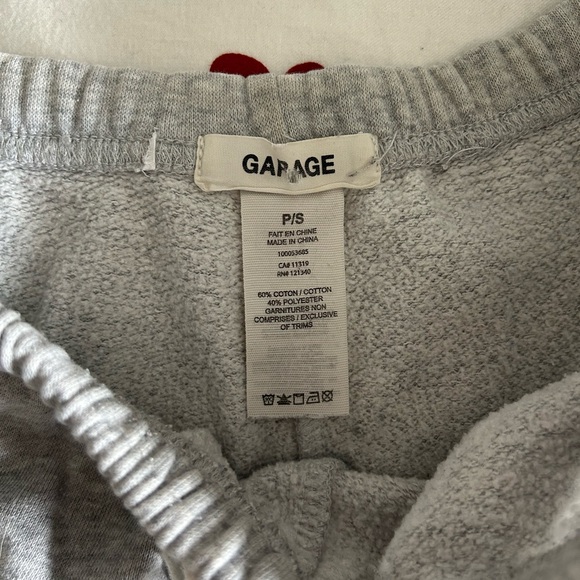 GARAGE
P/S
FAIT EN CHINE
MADE IN CHINA
100053685
CA# 11319
RN# 121340
60% COTON / COTTON
40% POLYESTER
GARNITURES NON
COMPRISES / EXCLUSIVE
OF TRIMS